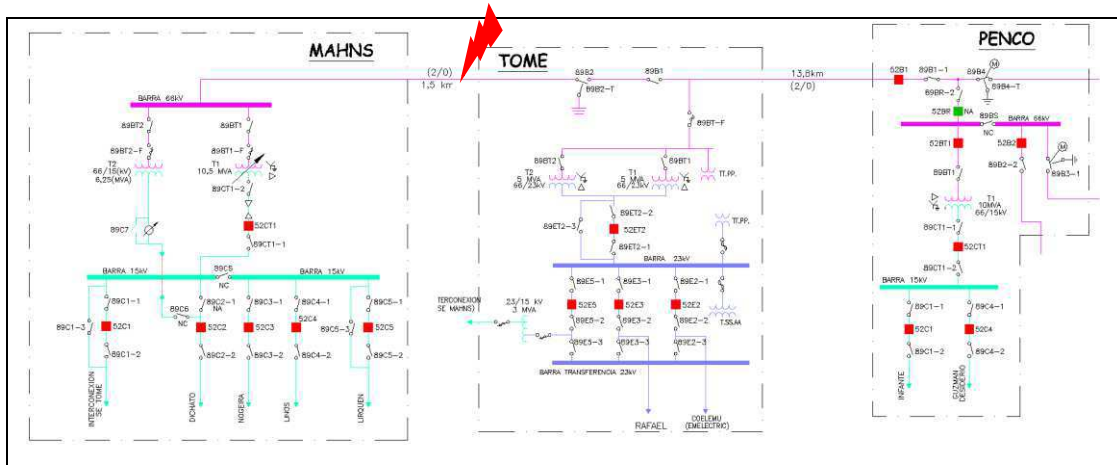 MAHNS
TOME
PENCO
(2/0)
1,5 km
89B2
89B1
89B2-T
13,8km
(2/0)
52B1
89B1-1
89B4
M
89B4-T
89BR-2
52BR
NA
89BS
NC
BARRA 66kV
BARRA 66kV
89BT2
89BT1
89BT2-F
89BT1-F
T2
66/15(kV)
6.25(MVA)
T1
10.5 MVA
89CT1-2
89C7
52CT1
89CT1-1
89BT-F
89BT2
89BT1
T2
5 MVA
66/23kV
T1
5 MVA
66/23kV
TT.PP.
TT.PP.
89ET2-2
89ET2-3
52ET2
89ET2-1
BARRA 23kV
52BT1
52B2
89B2-2
M
89B3-1
89BT1
T1
10MVA
66/15kV
89CT1-1
52CT1
89CT1-2
BARRA 15kV
BARRA 15kV
89CS
NC
BARRA 15kV
89C1-1
89C1-3
52C1
89C1-2
89C6
NC
89C2-1
NA
52C2
89C2-2
89C3-1
52C3
89C3-2
89C4-1
52C4
89C4-2
89C5-1
89C5-3
52C5
89C5-2
INTERCONEXION
SE TOME
DICHATO
NOGEIRA
LINOS
LIRQUEN
TERCONEXION
SE MAHNS)
23/15 kV
3 MVA
89E5-1
52E5
89E5-2
89E5-3
89E3-1
52E3
89E3-2
89E3-3
89E2-1
52E2
89E2-2
89E2-3
T.SS.AA
BARRA TRANSFERENCIA 23kV
RAFAEL
COELEMU
(EMELECTRIC)
89C1-1
52C1
89C1-2
89C4-1
52C4
89C4-2
INFANTE
GUZMAN
DESIDERIO